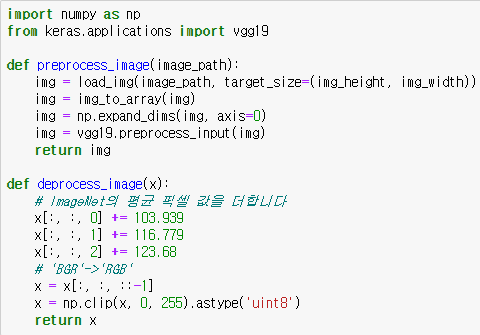 import numpy as np
from keras.applications import vgg19

def preprocess_image(image_path):
    img = load_img(image_path, target_size=(img_height, img_width))
    img = img_to_array(img)
    img = np.expand_dims(img, axis=0)
    img = vgg19.preprocess_input(img)
    return img

def deprocess_image(x):
    # ImageNet의 평균 픽셀 값을 더합니다
    x[:, :, 0] += 103.939
    x[:, :, 1] += 116.779
    x[:, :, 2] += 123.68
    # 'BGR'->'RGB'
    x = x[:, :, ::-1]
    x = np.clip(x, 0, 255).astype('uint8')
    return x